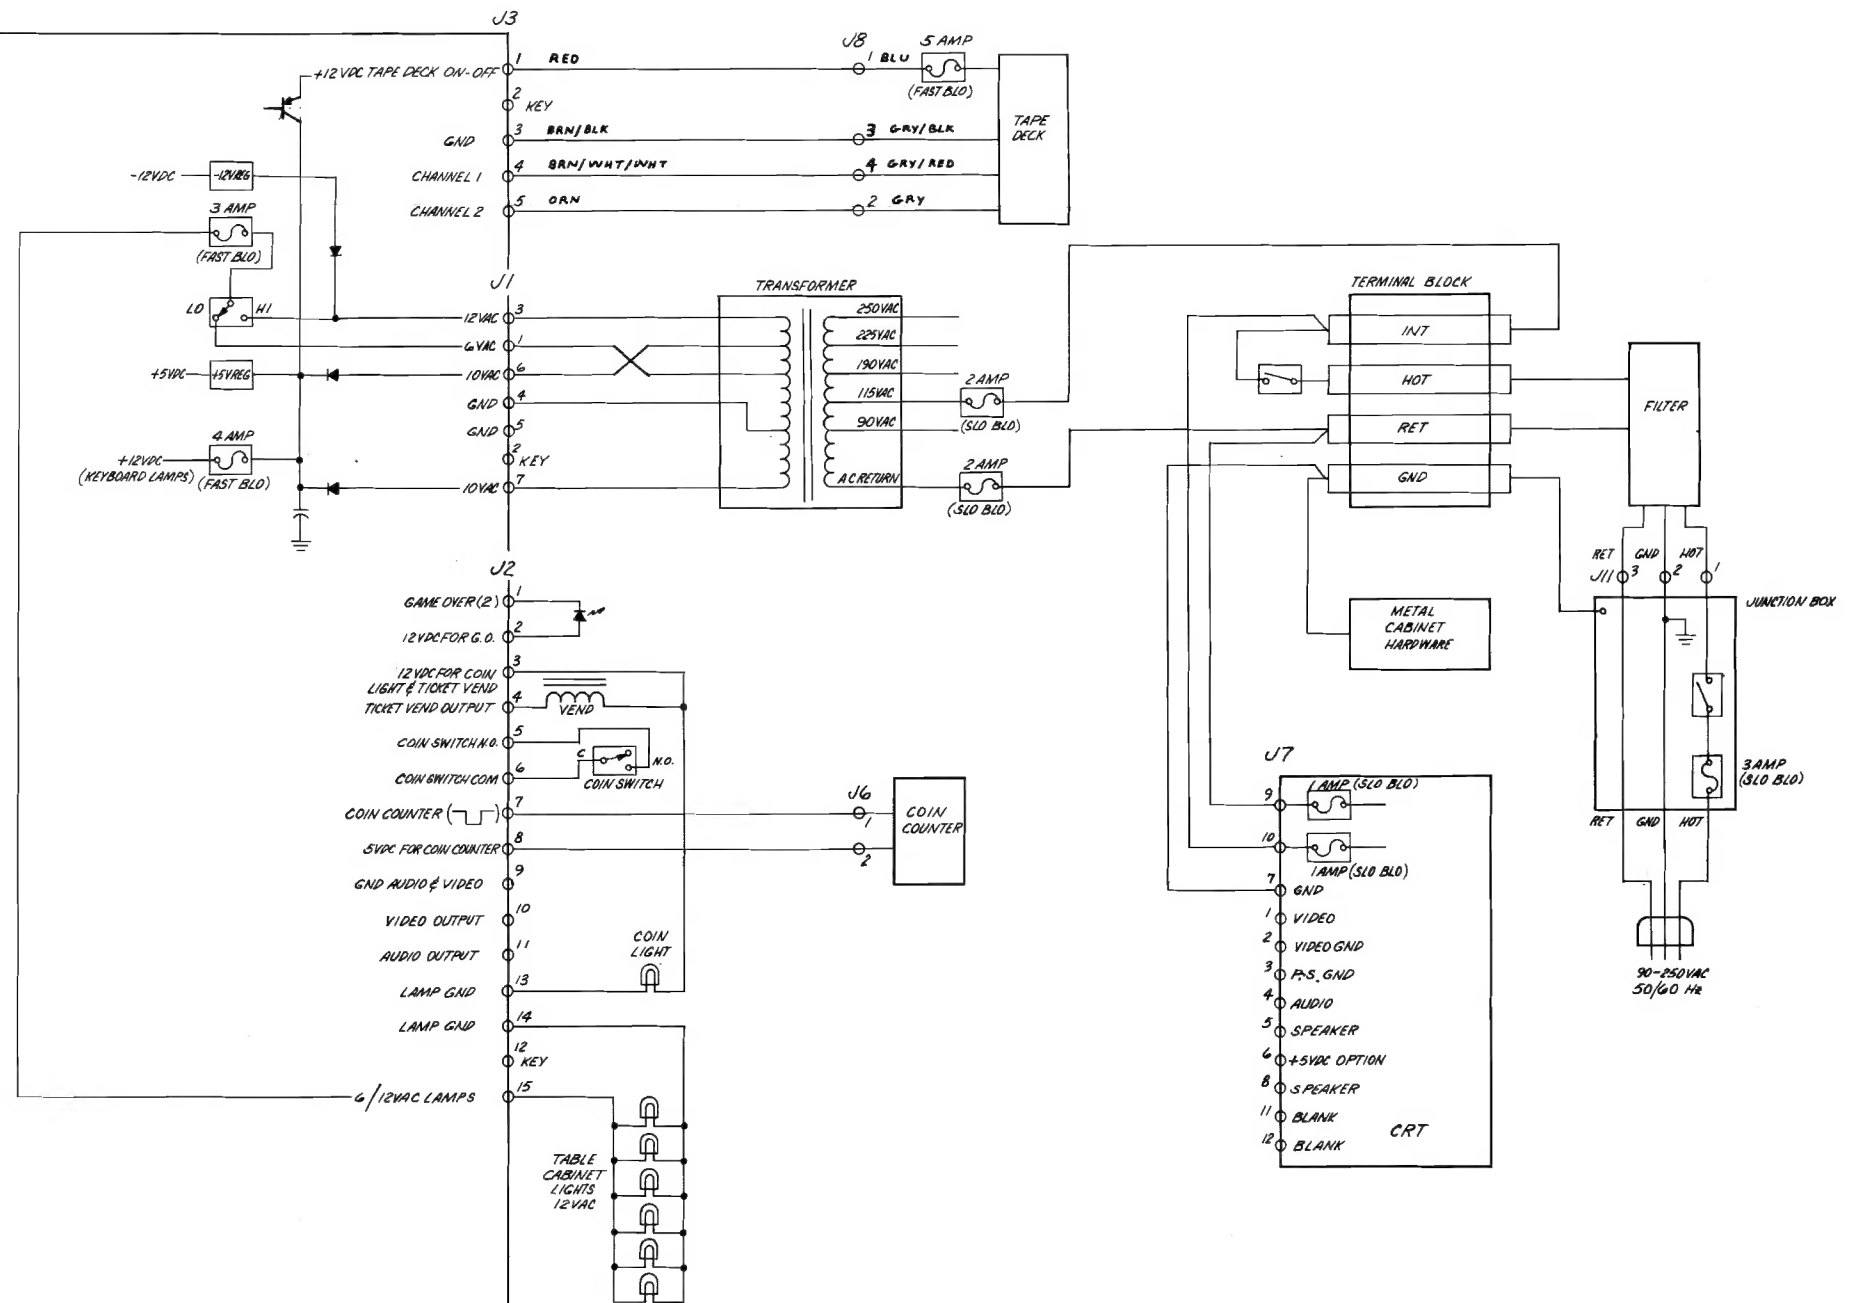 J3
1 RED
+12VDC TAPE DECK ON-OFF
2
KEY
3 BRN/BLK
GND
4 BRN/WHT/WHT
CHANNEL 1
5 ORN
CHANNEL 2
J8
1 BLU
5 AMP
(FAST BLO)
3 GRY/BLK
4 GRY/RED
2 GRY
TAPE
DECK
-12VDC
-12VREG
3 AMP
(FAST BLO)
LO
HI
+5VDC
+5VREG
4 AMP
+12VDC
(KEYBOARD LAMPS)
(FAST BLO)
J1
12VAC 3
6VAC 1
10VAC 6
GND 4
GND 5
2
KEY
10VAC 7
TRANSFORMER
250VAC
225VAC
190VAC
115VAC
90VAC
AC RETURN
2 AMP
(SLO BLO)
2 AMP
(SLO BLO)
TERMINAL BLOCK
INT
HOT
RET
GND
FILTER
METAL
CABINET
HARDWARE
RET GND HOT
J11 3 2 1
JUNCTION BOX
3 AMP
(SLO BLO)
RET GND HOT
90-250VAC
50/60 Hz
J2
GAME OVER (2) 1
12VDC FOR G.O. 2
12VDC FOR COIN 3
LIGHT & TICKET VEND
TICKET VEND OUTPUT 4
VEND
COIN SWITCH N.O. 5
COIN SWITCH COM 6
C
N.O.
COIN SWITCH
COIN COUNTER ( ) 7
5VDC FOR COIN COUNTER 8
GND AUDIO & VIDEO 9
VIDEO OUTPUT 10
AUDIO OUTPUT 11
LAMP GND 13
LAMP GND 14
12
KEY
6/12VAC LAMPS 15
J6
1
2
COIN
COUNTER
COIN
LIGHT
TABLE
CABINET
LIGHTS
12VAC
J7
9
1 AMP (SLO BLO)
10
1 AMP (SLO BLO)
7 GND
1 VIDEO
2 VIDEO GND
3 P.S. GND
4 AUDIO
5 SPEAKER
6 +5VDC OPTION
8 SPEAKER
11 BLANK
12 BLANK
CRT